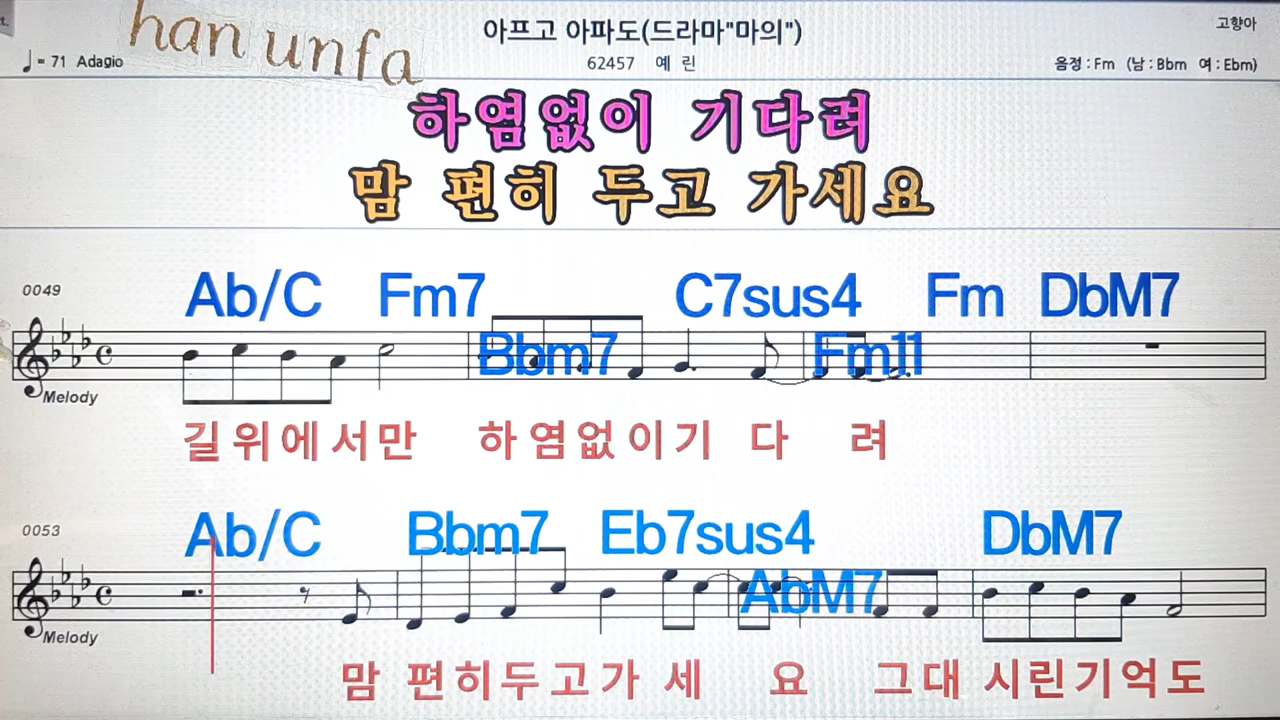 han unfa
아프고 아파도(드라마"마의")
고향아
♩= 71 Adagio
62457 예 린
음정 : Fm (남 : Bbm 여 : Ebm)
하염없이 기다려
맘 편히 두고 가세요
0049
Ab/C Fm7 Bbm7 C7sus4 Fm11 Fm DbM7
Melody
길위에서만 하염없이기 다 려
0053
Ab/C Bbm7 Eb7sus4 AbM7 DbM7
Melody
맘 편히두고가 세 요 그대 시린기억도